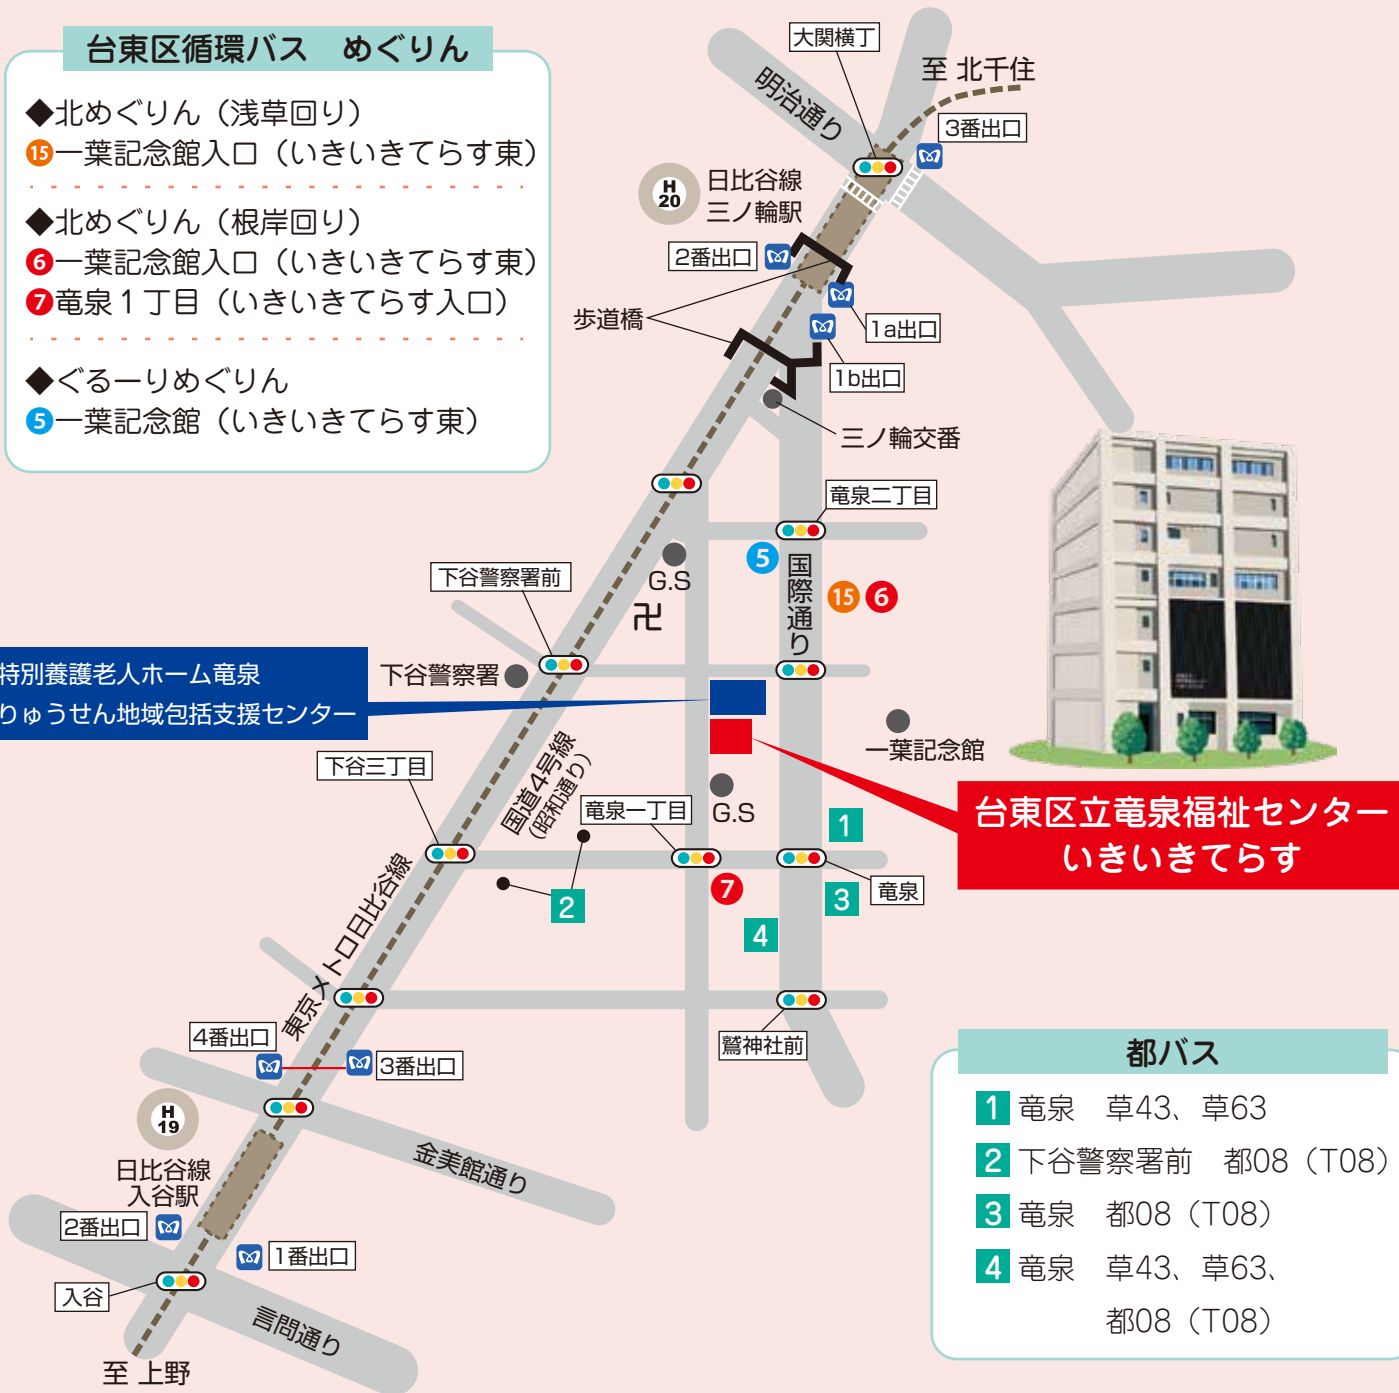 台東区循環バス　めぐりん
◆北めぐりん（浅草回り）
15一葉記念館入口（いきいきてらす東）
◆北めぐりん（根岸回り）
6一葉記念館入口（いきいきてらす東）
7竜泉１丁目（いきいきてらす入口）
◆ぐるーりめぐりん
5一葉記念館（いきいきてらす東）
大関横丁
至 北千住
明治通り
3番出口
H
20
日比谷線
三ノ輪駅
2番出口
歩道橋
1a出口
1b出口
三ノ輪交番
竜泉二丁目
5
国際通り
15 6
G.S
卍
下谷警察署前
下谷警察署
特別養護老人ホーム竜泉
りゅうせん地域包括支援センター
一葉記念館
国道4号線
（昭和通り）
下谷三丁目
竜泉一丁目
G.S
台東区立竜泉福祉センター
いきいきてらす
1
2
7
3
竜泉
4
東京メトロ日比谷線
鷲神社前
4番出口
3番出口
H
19
日比谷線
入谷駅
金美館通り
2番出口
1番出口
入谷
言問通り
至 上野
都バス
1 竜泉　草43、草63
2 下谷警察署前　都08（T08）
3 竜泉　都08（T08）
4 竜泉　草43、草63、
都08（T08）